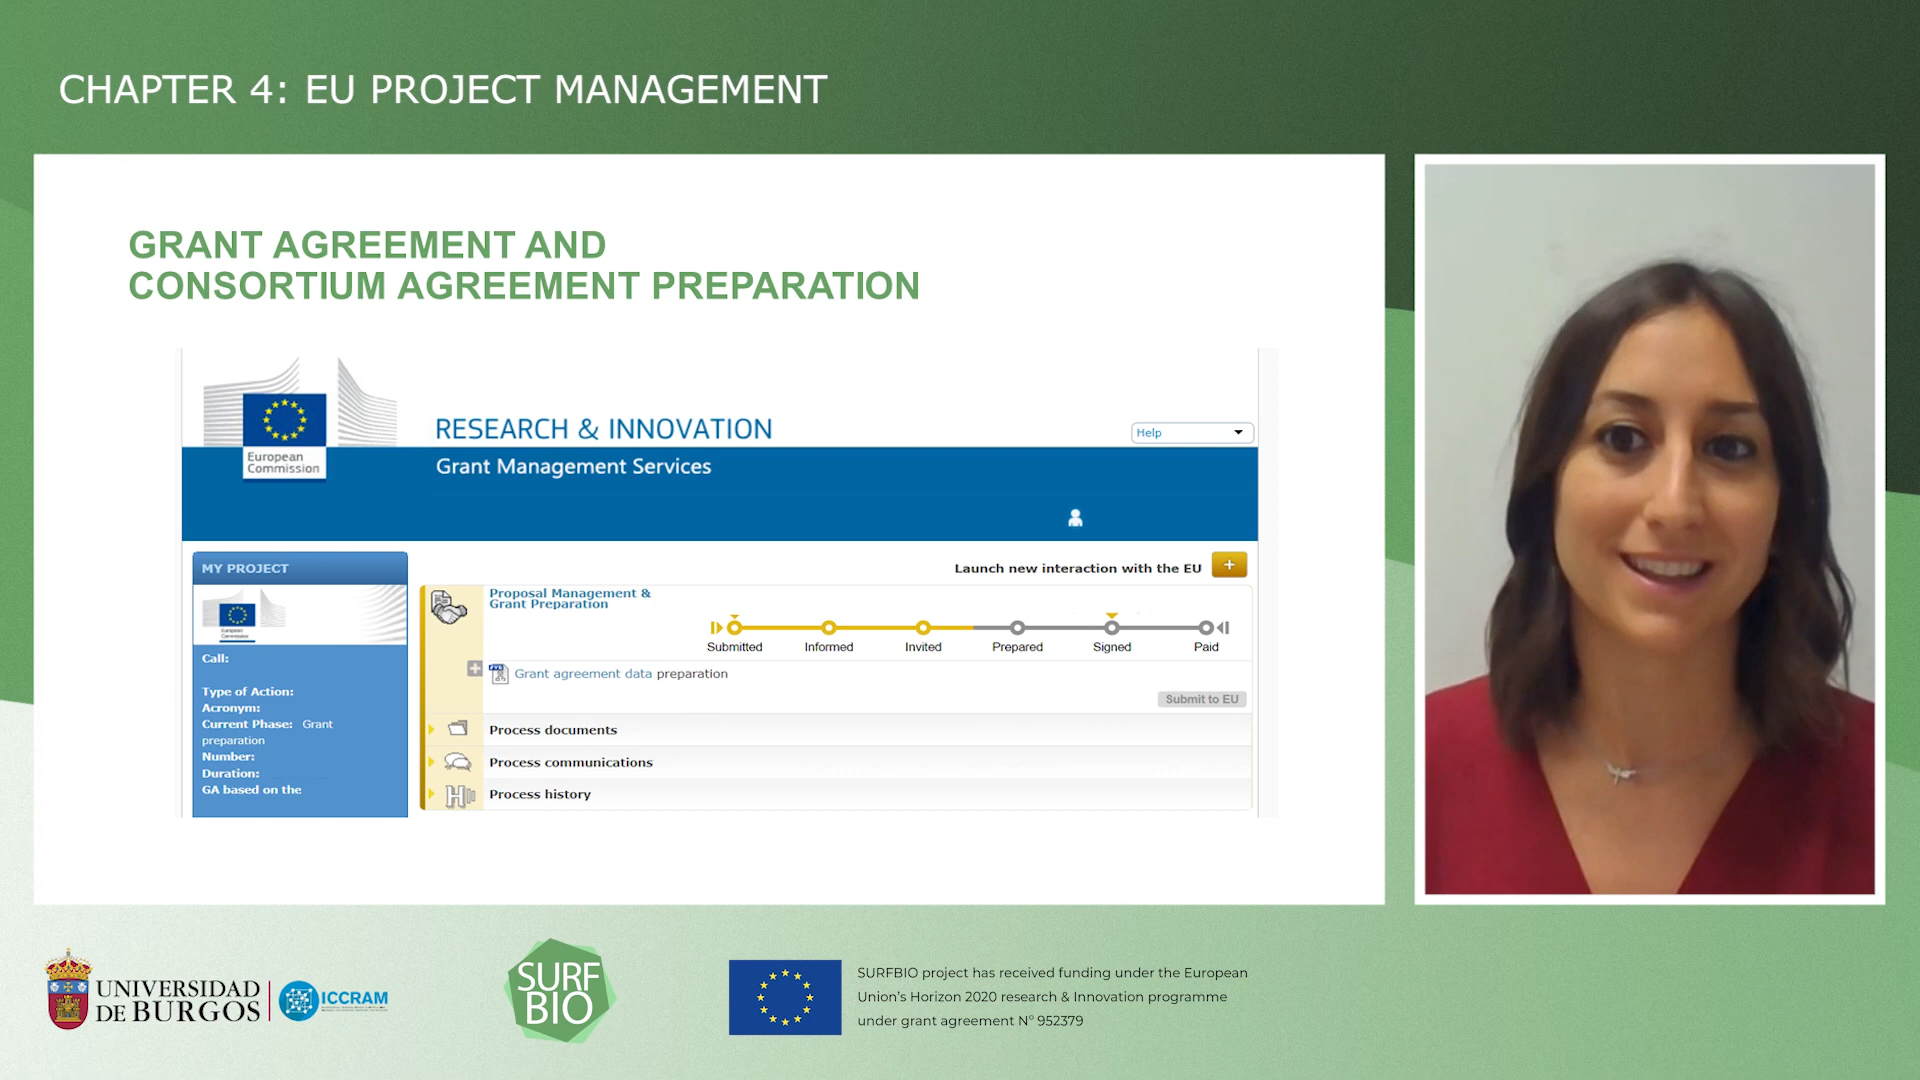 CHAPTER 4: EU PROJECT MANAGEMENT
GRANT AGREEMENT AND
CONSORTIUM AGREEMENT PREPARATION
European
Commission
RESEARCH & INNOVATION
Help
Grant Management Services
MY PROJECT
Launch new interaction with the EU
+
European
Commission
Call:
Type of Action:
Acronym:
Current Phase: Grant
preparation
Number:
Duration:
GA based on the
Proposal Management &
Grant Preparation
Submitted
Informed
Invited
Prepared
Signed
Paid
Grant agreement data preparation
Submit to EU
Process documents
Process communications
Process history
UNIVERSIDAD
DE BURGOS
ICCRAM
SURF
BIO
SURFBIO project has received funding under the European
Union's Horizon 2020 research & Innovation programme
under grant agreement Nº 952379